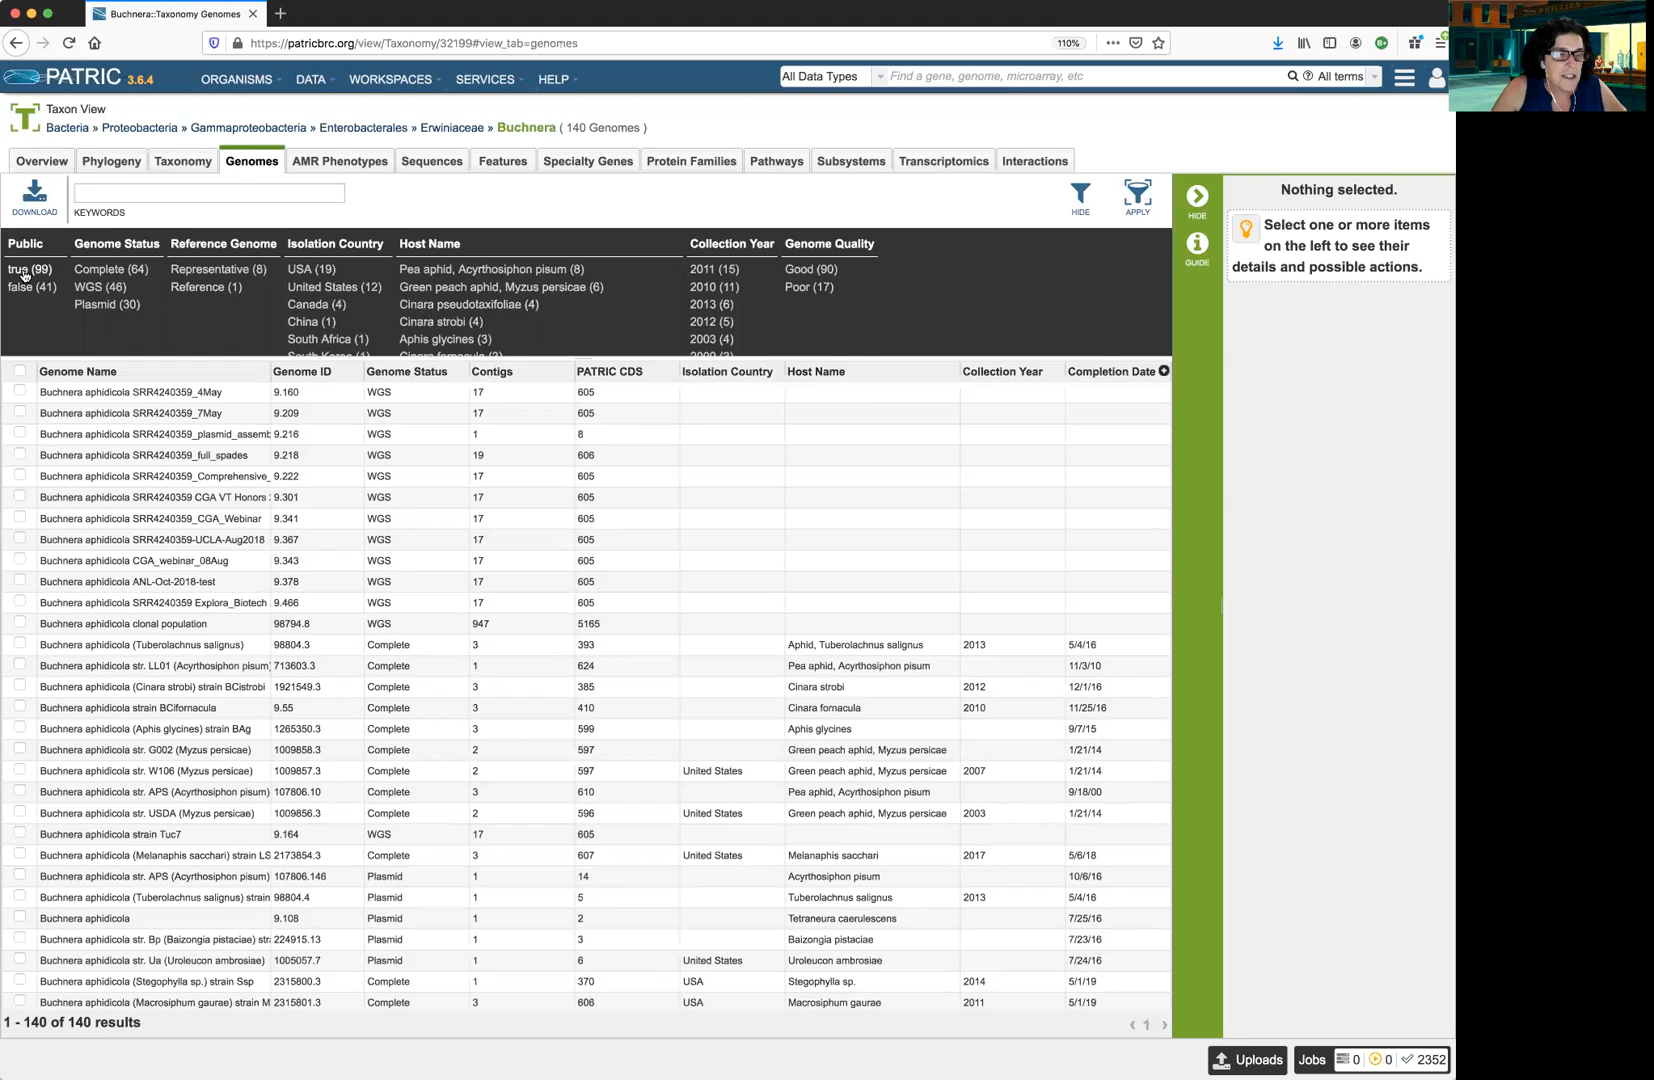 Buchnera::Taxonomy Genomes
https://patricbrc.org/view/Taxonomy/32199#view_tab=genomes
110%
PATRIC 3.6.4
ORGANISMS
DATA
WORKSPACES
SERVICES
HELP
All Data Types
Find a gene, genome, microarray, etc
All terms
Taxon View
Bacteria » Proteobacteria » Gammaproteobacteria » Enterobacterales » Erwiniaceae » Buchnera ( 140 Genomes )
Overview Phylogeny Taxonomy Genomes AMR Phenotypes Sequences Features Specialty Genes Protein Families Pathways Subsystems Transcriptomics Interactions
DOWNLOAD
KEYWORDS
HIDE
APPLY
HIDE
GUIDE
Nothing selected.
Select one or more items
on the left to see their
details and possible actions.
Public Genome Status Reference Genome Isolation Country Host Name Collection Year Genome Quality
true (99) Complete (64) Representative (8) USA (19) Pea aphid, Acyrthosiphon pisum (8) 2011 (15) Good (90)
false (41) WGS (46) Reference (1) United States (12) Green peach aphid, Myzus persicae (6) 2010 (11) Poor (17)
Plasmid (30) Canada (4) Cinara pseudotaxifoliae (4) 2013 (6)
China (1) Cinara strobi (4) 2012 (5)
South Africa (1) Aphis glycines (3) 2003 (4)
South Korea (1) Cinara fornacula (3) 2009 (3)
Genome Name Genome ID Genome Status Contigs PATRIC CDS Isolation Country Host Name Collection Year Completion Date
Buchnera aphidicola SRR4240359_4May 9.160 WGS 17 605
Buchnera aphidicola SRR4240359_7May 9.209 WGS 17 605
Buchnera aphidicola SRR4240359_plasmid_assemb 9.216 WGS 1 8
Buchnera aphidicola SRR4240359_full_spades 9.218 WGS 19 606
Buchnera aphidicola SRR4240359_Comprehensive_ 9.222 WGS 17 605
Buchnera aphidicola SRR4240359 CGA VT Honors 9.301 WGS 17 605
Buchnera aphidicola SRR4240359_CGA_Webinar 9.341 WGS 17 605
Buchnera aphidicola SRR4240359-UCLA-Aug2018 9.367 WGS 17 605
Buchnera aphidicola CGA_webinar_08Aug 9.343 WGS 17 605
Buchnera aphidicola ANL-Oct-2018-test 9.378 WGS 17 605
Buchnera aphidicola SRR4240359 Explora_Biotech 9.466 WGS 17 605
Buchnera aphidicola clonal population 98794.8 WGS 947 5165
Buchnera aphidicola (Tuberolachnus salignus) 98804.3 Complete 3 393 Aphid, Tuberolachnus salignus 2013 5/4/16
Buchnera aphidicola str. LL01 (Acyrthosiphon pisum) 713603.3 Complete 1 624 Pea aphid, Acyrthosiphon pisum 11/3/10
Buchnera aphidicola (Cinara strobi) strain BCistrobi 1921549.3 Complete 3 385 Cinara strobi 2012 12/1/16
Buchnera aphidicola strain BCifornacula 9.55 Complete 3 410 Cinara fornacula 2010 11/25/16
Buchnera aphidicola (Aphis glycines) strain BAg 1265350.3 Complete 3 599 Aphis glycines 9/7/15
Buchnera aphidicola str. G002 (Myzus persicae) 1009858.3 Complete 2 597 Green peach aphid, Myzus persicae 1/21/14
Buchnera aphidicola str. W106 (Myzus persicae) 1009857.3 Complete 2 597 United States Green peach aphid, Myzus persicae 2007 1/21/14
Buchnera aphidicola str. APS (Acyrthosiphon pisum) 107806.10 Complete 3 610 Pea aphid, Acyrthosiphon pisum 9/18/00
Buchnera aphidicola str. USDA (Myzus persicae) 1009856.3 Complete 2 596 United States Green peach aphid, Myzus persicae 2003 1/21/14
Buchnera aphidicola strain Tuc7 9.164 WGS 17 605
Buchnera aphidicola (Melanaphis sacchari) strain LS 2173854.3 Complete 3 607 United States Melanaphis sacchari 2017 5/6/18
Buchnera aphidicola str. APS (Acyrthosiphon pisum) 107806.146 Plasmid 1 14 Acyrthosiphon pisum 10/6/16
Buchnera aphidicola (Tuberolachnus salignus) strain 98804.4 Plasmid 1 5 Tuberolachnus salignus 2013 5/4/16
Buchnera aphidicola 9.108 Plasmid 1 2 Tetraneura caerulescens 7/25/16
Buchnera aphidicola str. Bp (Baizongia pistaciae) str 224915.13 Plasmid 1 3 Baizongia pistaciae 7/23/16
Buchnera aphidicola str. Ua (Uroleucon ambrosiae) 1005057.7 Plasmid 1 6 United States Uroleucon ambrosiae 7/24/16
Buchnera aphidicola (Stegophylla sp.) strain Ssp 2315800.3 Complete 1 370 USA Stegophylla sp. 2014 5/1/19
Buchnera aphidicola (Macrosiphum gaurae) strain M 2315801.3 Complete 3 606 USA Macrosiphum gaurae 2011 5/1/19
1 - 140 of 140 results
1
Uploads
Jobs 0 0 2352